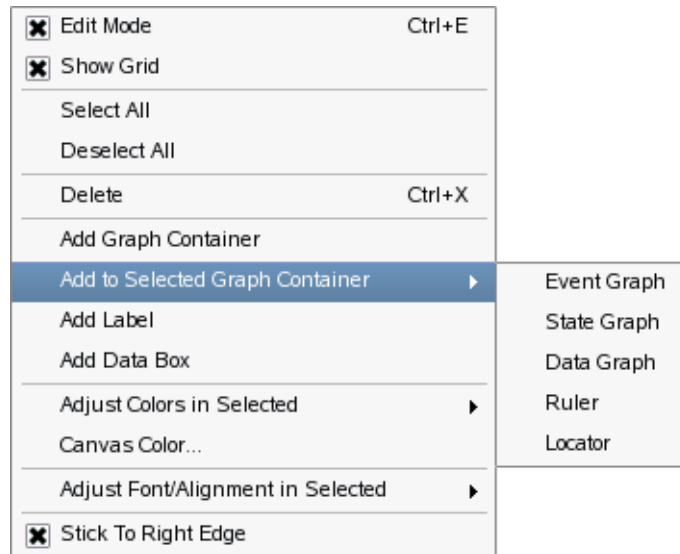 Edit Mode Ctrl+E
Show Grid
Select All
Deselect All
Delete Ctrl+X
Add Graph Container
Add to Selected Graph Container
Add Label
Add Data Box
Adjust Colors in Selected
Canvas Color...
Adjust Font/Alignment in Selected
Stick To Right Edge
Event Graph
State Graph
Data Graph
Ruler
Locator